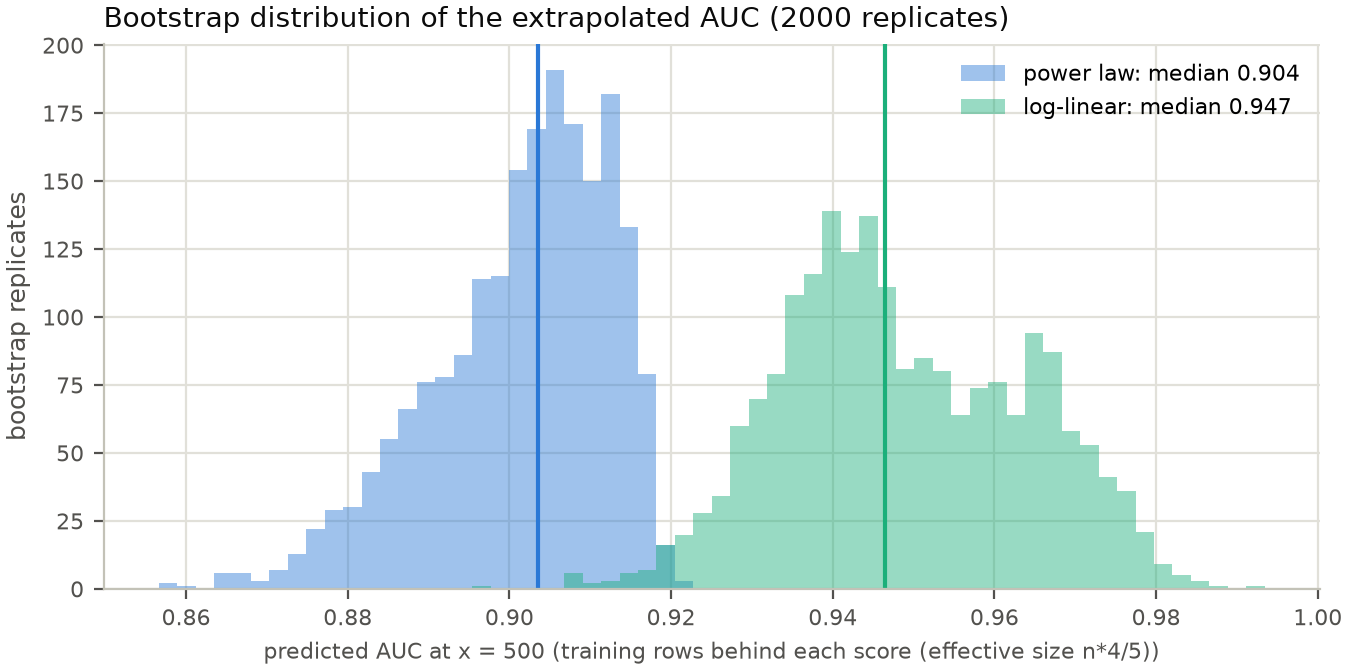 Bootstrap distribution of the extrapolated AUC (2000 replicates)
power law: median 0.904
log-linear: median 0.947
bootstrap replicates
200
175
150
125
100
75
50
25
0
0.86 0.88 0.90 0.92 0.94 0.96 0.98 1.00
predicted AUC at x = 500 (training rows behind each score (effective size n*4/5))